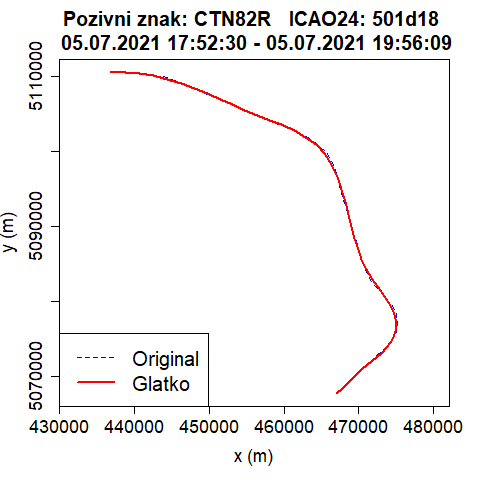 Pozivni znak: CTN82R   ICAO24: 501d18
05.07.2021 17:52:30 - 05.07.2021 19:56:09
5110000
5090000
5070000
y (m)
Original
Glatko
430000 440000 450000 460000 470000 480000
x (m)